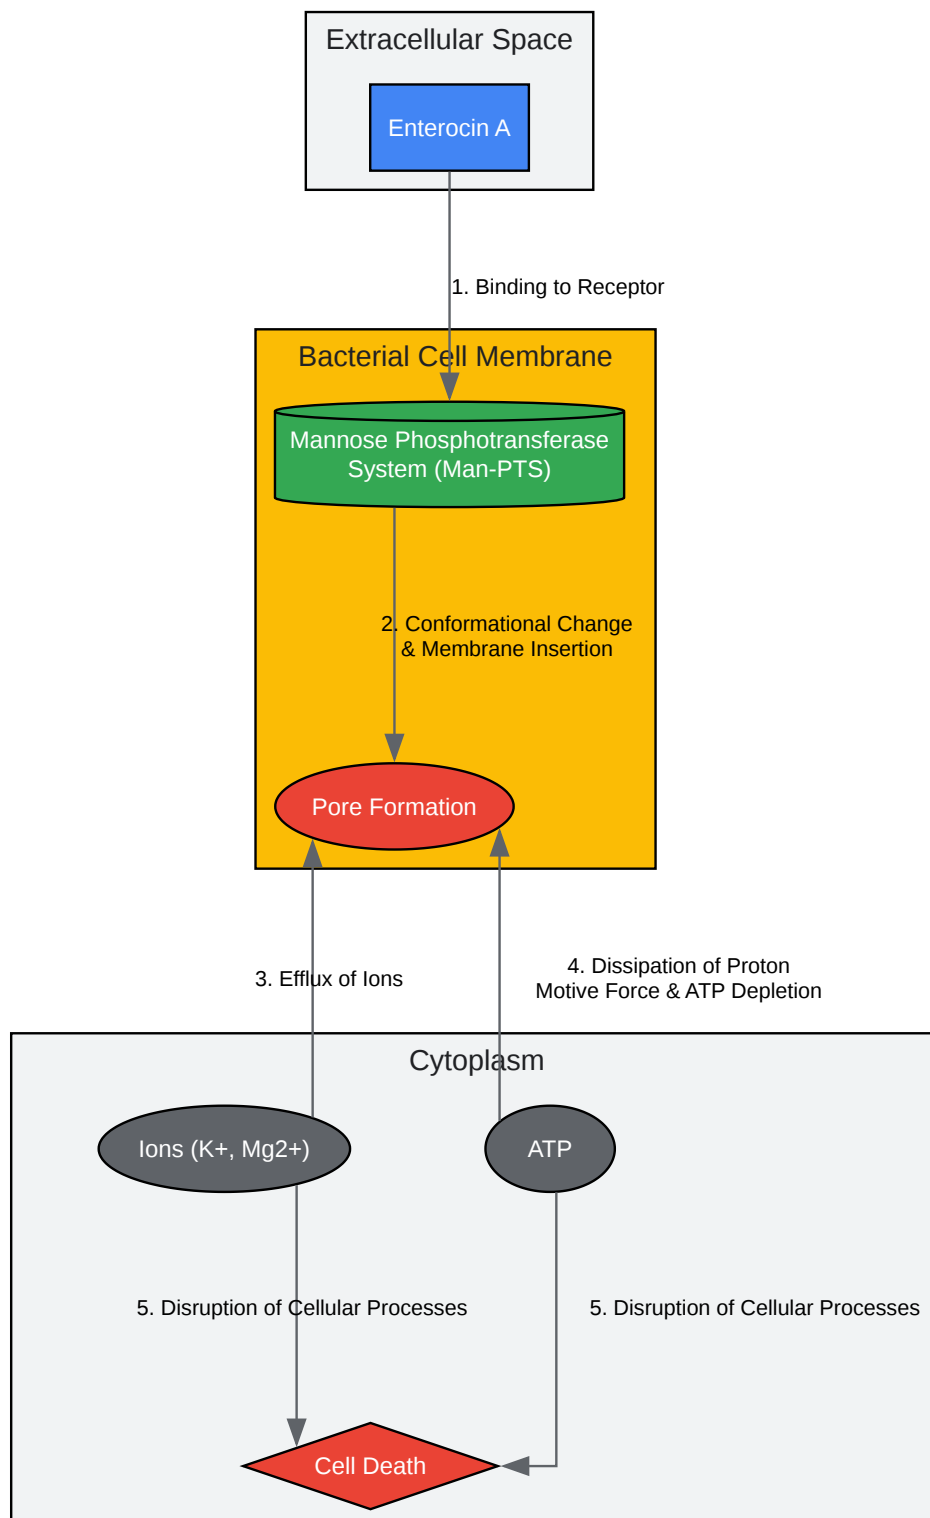 Extracellular Space
Enterocin A
1. Binding to Receptor
Bacterial Cell Membrane
Mannose Phosphotransferase
System (Man-PTS)
2. Conformational Change
& Membrane Insertion
Pore Formation
3. Efflux of Ions
4. Dissipation of Proton
Motive Force & ATP Depletion
Cytoplasm
Ions (K+, Mg2+)
ATP
5. Disruption of Cellular Processes
5. Disruption of Cellular Processes
Cell Death